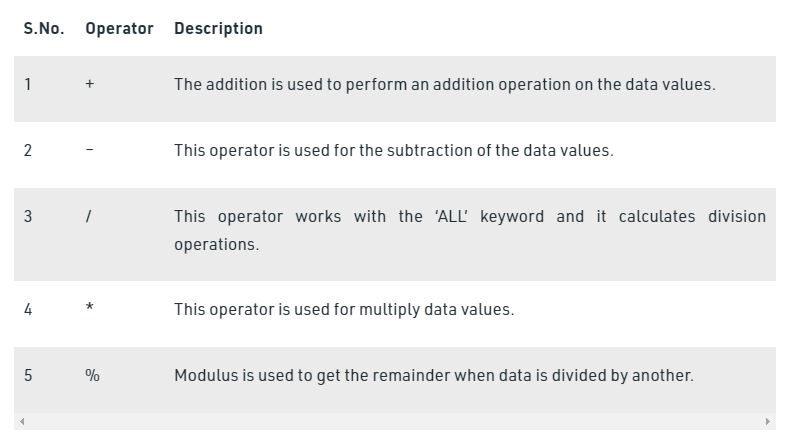 S.No. Operator Description
1 + The addition is used to perform an addition operation on the data values.
2 − This operator is used for the subtraction of the data values.
3 / This operator works with the ‘ALL’ keyword and it calculates division
operations.
4 * This operator is used for multiply data values.
5 % Modulus is used to get the remainder when data is divided by another.